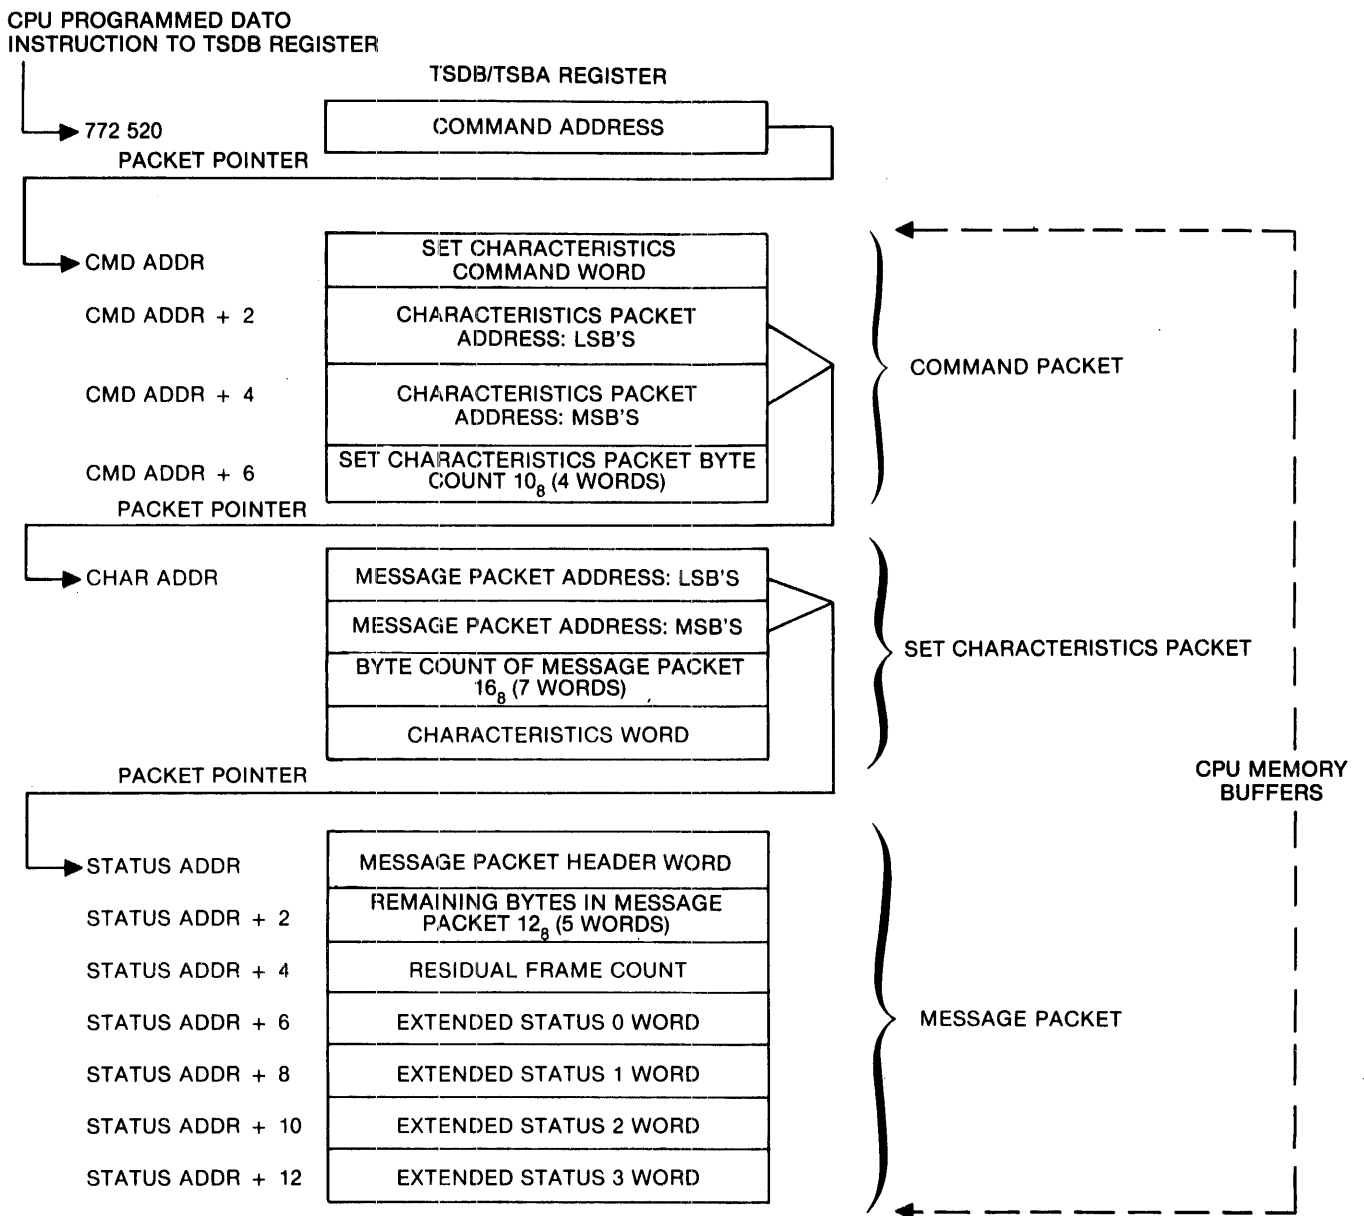 CPU PROGRAMMED DATO
INSTRUCTION TO TSDB REGISTER
TSDB/TSBA REGISTER
772 520
COMMAND ADDRESS
PACKET POINTER
CMD ADDR
SET CHARACTERISTICS
COMMAND WORD
CMD ADDR + 2
CHARACTERISTICS PACKET
ADDRESS: LSB'S
CMD ADDR + 4
CHARACTERISTICS PACKET
ADDRESS: MSB'S
CMD ADDR + 6
SET CHARACTERISTICS PACKET BYTE
COUNT 10₈ (4 WORDS)
COMMAND PACKET
PACKET POINTER
CHAR ADDR
MESSAGE PACKET ADDRESS: LSB'S
MESSAGE PACKET ADDRESS: MSB'S
BYTE COUNT OF MESSAGE PACKET
16₈ (7 WORDS)
CHARACTERISTICS WORD
SET CHARACTERISTICS PACKET
PACKET POINTER
CPU MEMORY
BUFFERS
STATUS ADDR
MESSAGE PACKET HEADER WORD
STATUS ADDR + 2
REMAINING BYTES IN MESSAGE
PACKET 12₈ (5 WORDS)
STATUS ADDR + 4
RESIDUAL FRAME COUNT
STATUS ADDR + 6
EXTENDED STATUS 0 WORD
MESSAGE PACKET
STATUS ADDR + 8
EXTENDED STATUS 1 WORD
STATUS ADDR + 10
EXTENDED STATUS 2 WORD
STATUS ADDR + 12
EXTENDED STATUS 3 WORD